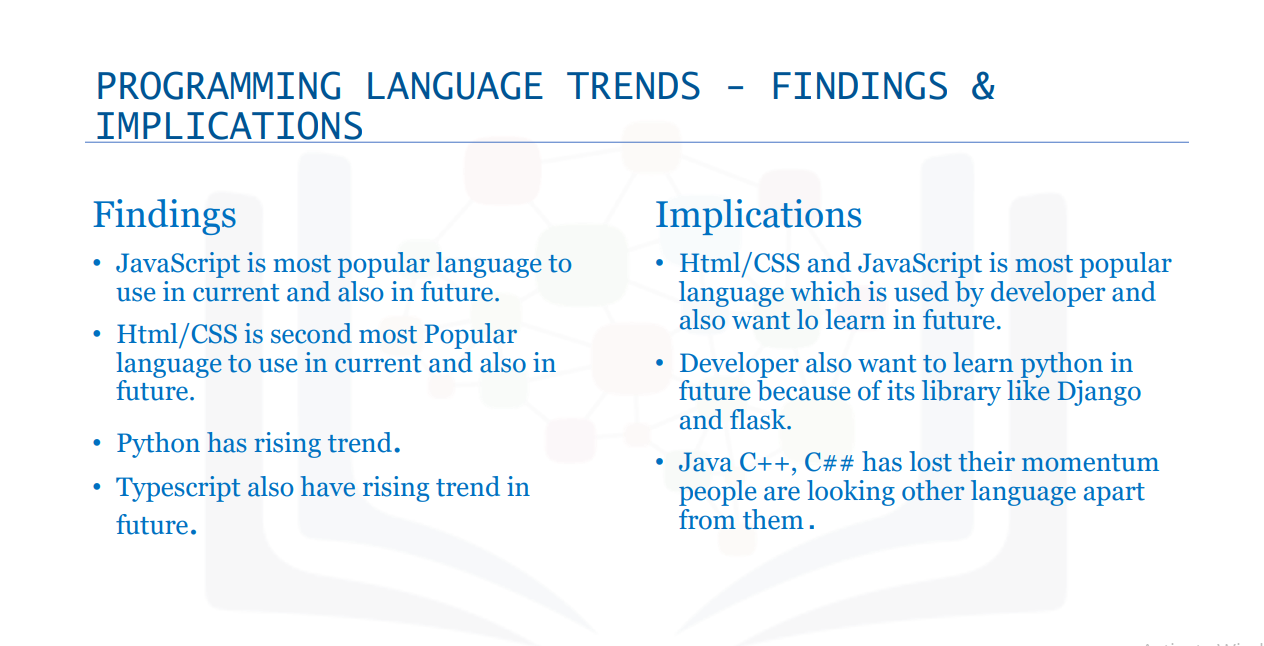 PROGRAMMING LANGUAGE TRENDS – FINDINGS &
IMPLICATIONS
Findings
• JavaScript is most popular language to
use in current and also in future.
• Html/CSS is second most Popular
language to use in current and also in
future.
• Python has rising trend.
• Typescript also have rising trend in
future.
Implications
• Html/CSS and JavaScript is most popular
language which is used by developer and
also want lo learn in future.
• Developer also want to learn python in
future because of its library like Django
and flask.
• Java C++, C## has lost their momentum
people are looking other language apart
from them .